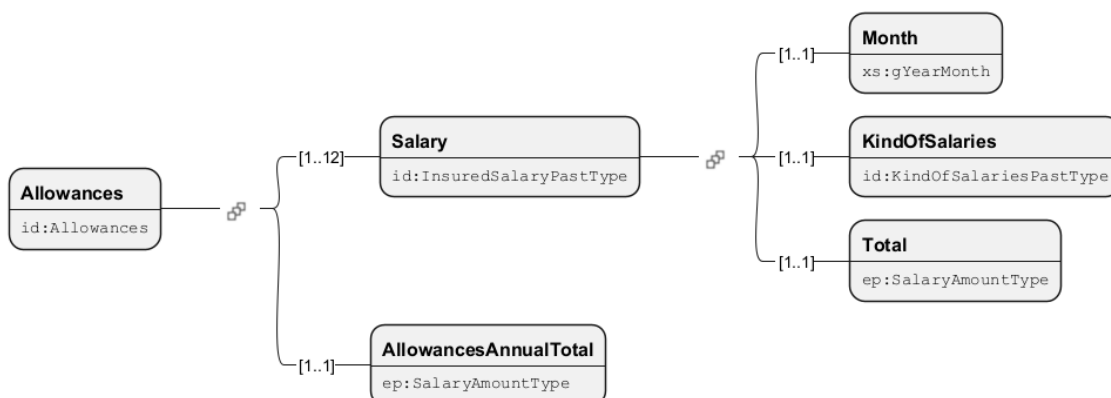 Month
[1..1]
xs:gYearMonth
Salary
KindOfSalaries
[1..12]
[1..1]
id:InsuredSalaryPastType
id:KindOfSalariesPastType
Allowances
id:Allowances
Total
[1..1]
ep:SalaryAmountType
AllowancesAnnualTotal
[1..1]
ep:SalaryAmountType